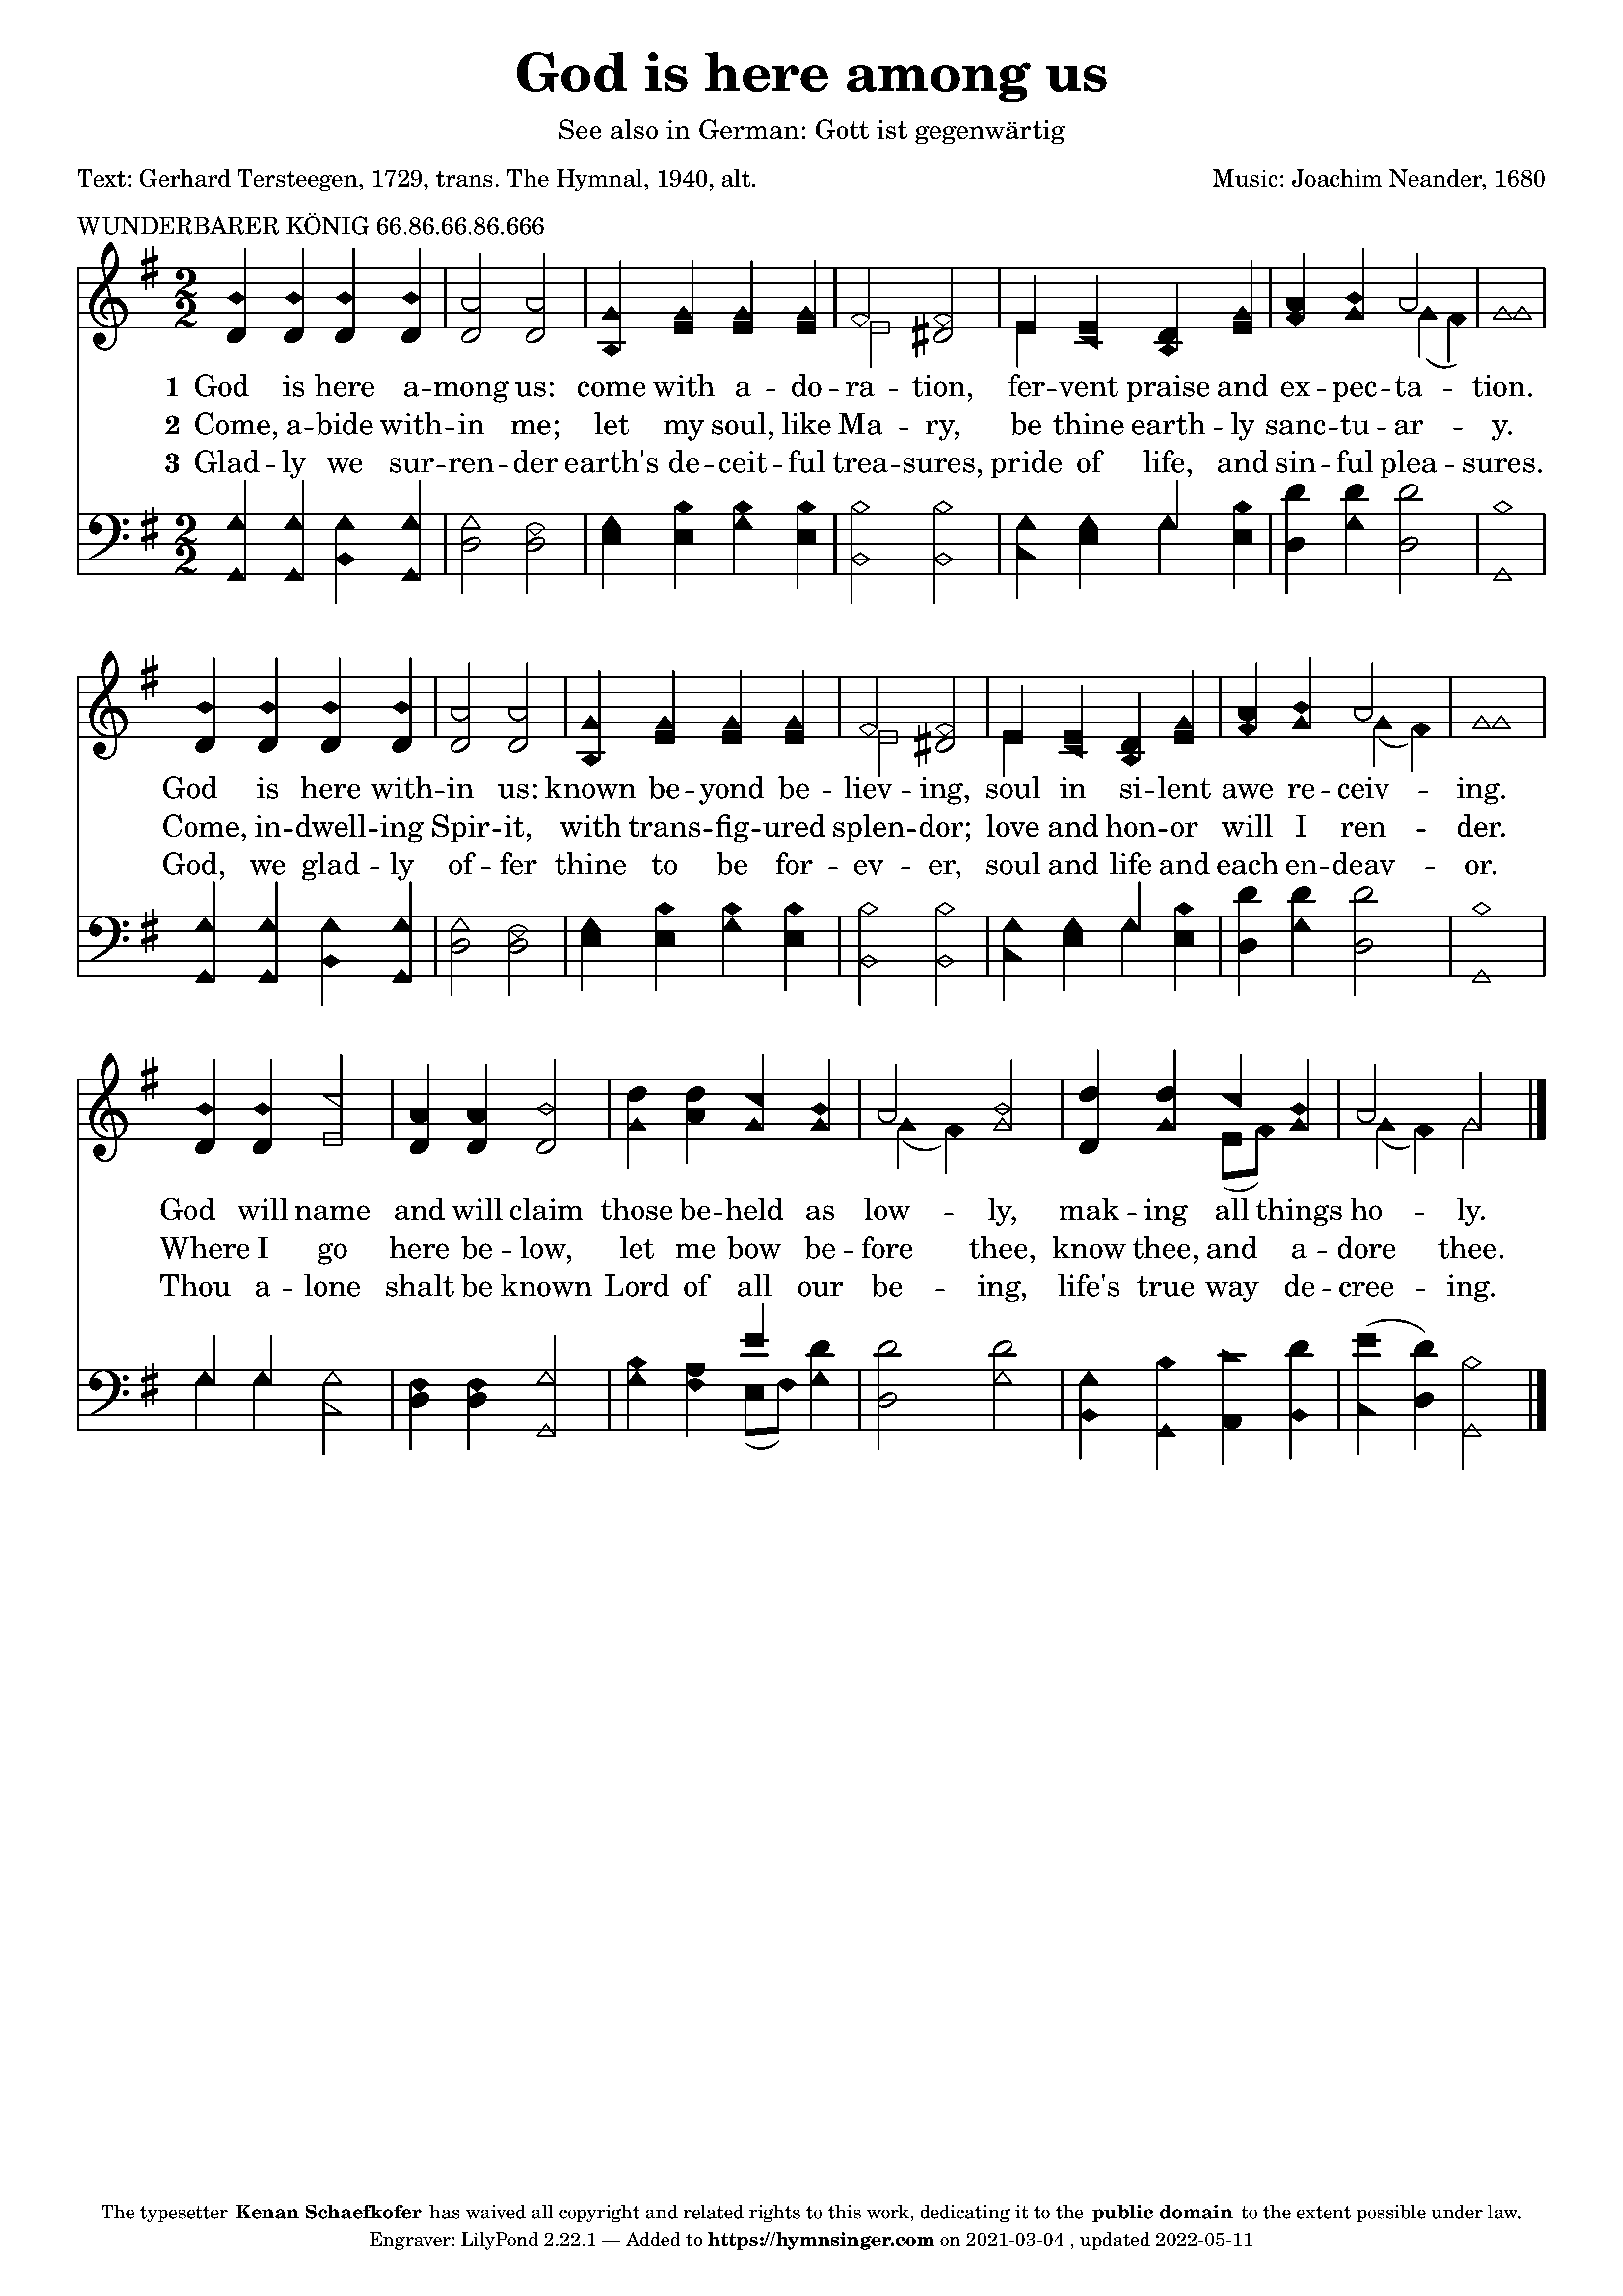 God is here among us
See also in German: Gott ist gegenwärtig
Text: Gerhard Tersteegen, 1729, trans. The Hymnal, 1940, alt.
Music: Joachim Neander, 1680
WUNDERBARER KÖNIG 66.86.66.86.666
1 God is here a -- mong us: come with a -- do -- ra -- tion, fer -- vent praise and ex -- pec -- ta -- tion.
2 Come, a -- bide with -- in me; let my soul, like Ma -- ry, be thine earth -- ly sanc -- tu -- ar -- y.
3 Glad -- ly we sur -- ren -- der earth's de -- ceit -- ful trea -- sures, pride of life, and sin -- ful plea -- sures.
God is here with -- in us: known be -- yond be -- liev -- ing, soul in si -- lent awe re -- ceiv -- ing.
Come, in -- dwell -- ing Spir -- it, with trans -- fig -- ured splen -- dor; love and hon -- or will I ren -- der.
God, we glad -- ly of -- fer thine to be for -- ev -- er, soul and life and each en -- deav -- or.
God will name and will claim those be -- held as low -- ly, mak -- ing all things ho -- ly.
Where I go here be -- low, let me bow be -- fore thee, know thee, and a -- dore thee.
Thou a -- lone shalt be known Lord of all our be -- ing, life's true way de -- cree -- ing.
The typesetter Kenan Schaefkofer has waived all copyright and related rights to this work, dedicating it to the public domain to the extent possible under law.
Engraver: LilyPond 2.22.1 — Added to https://hymnsinger.com on 2021-03-04 , updated 2022-05-11